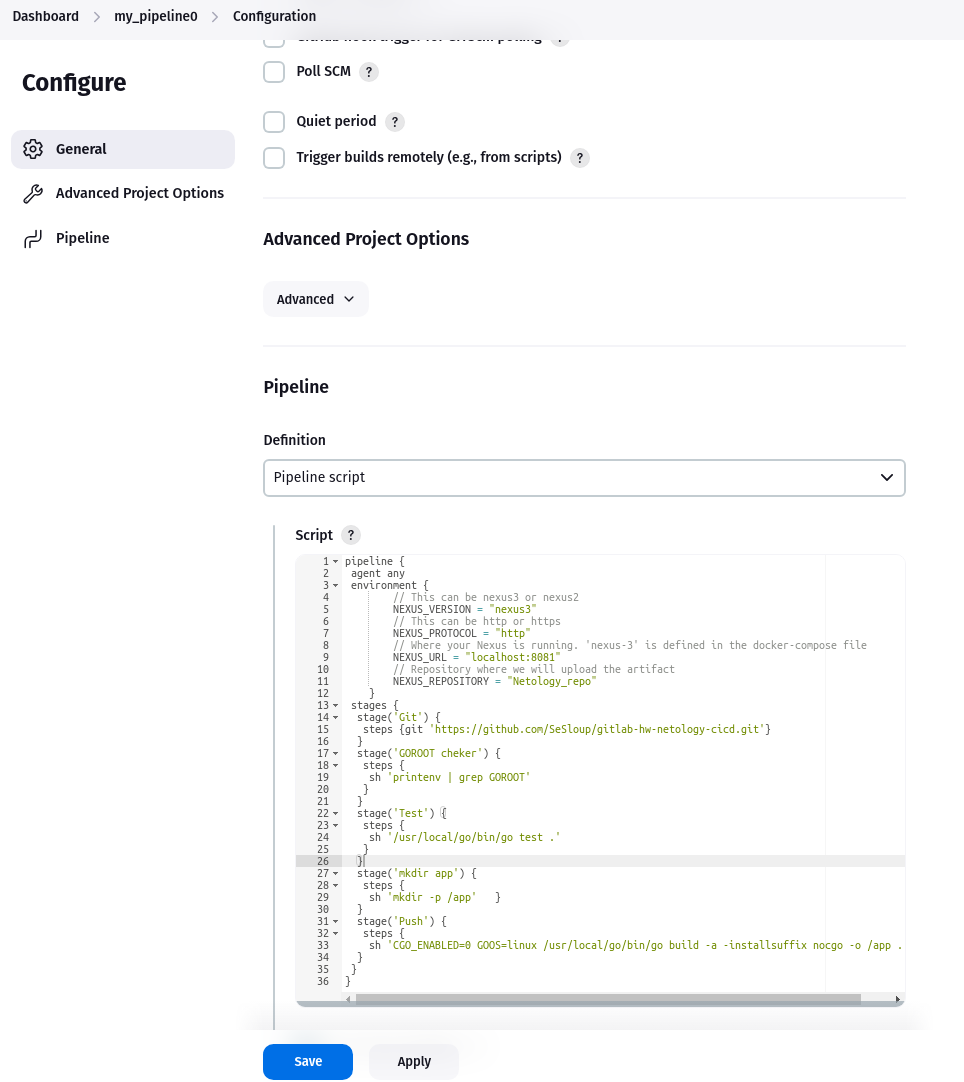 Dashboard > my_pipeline0 > Configuration
GitHub hook trigger for GITScm polling ?
Poll SCM ?
Configure
Quiet period ?
General
Trigger builds remotely (e.g., from scripts) ?
Advanced Project Options
Pipeline
Advanced Project Options
Advanced
Pipeline
Definition
Pipeline script
Script ?
1 pipeline {
2 agent any
3 environment {
4 // This can be nexus3 or nexus2
5 NEXUS_VERSION = "nexus3"
6 // This can be http or https
7 NEXUS_PROTOCOL = "http"
8 // Where your Nexus is running. 'nexus-3' is defined in the docker-compose file
9 NEXUS_URL = "localhost:8081"
10 // Repository where we will upload the artifact
11 NEXUS_REPOSITORY = "Netology_repo"
12 }
13 stages {
14 stage('Git') {
15 steps {git 'https://github.com/SeSloup/gitlab-hw-netology-cicd.git'}
16 }
17 stage('GOROOT cheker') {
18 steps {
19 sh 'printenv | grep GOROOT'
20 }
21 }
22 stage('Test') {
23 steps {
24 sh '/usr/local/go/bin/go test .'
25 }
26 }
27 stage('mkdir app') {
28 steps {
29 sh 'mkdir -p /app' }
30 }
31 stage('Push') {
32 steps {
33 sh 'CGO_ENABLED=0 GOOS=linux /usr/local/go/bin/go build -a -installsuffix nocgo -o /app .
34 }
35 }
36 }
Save
Apply